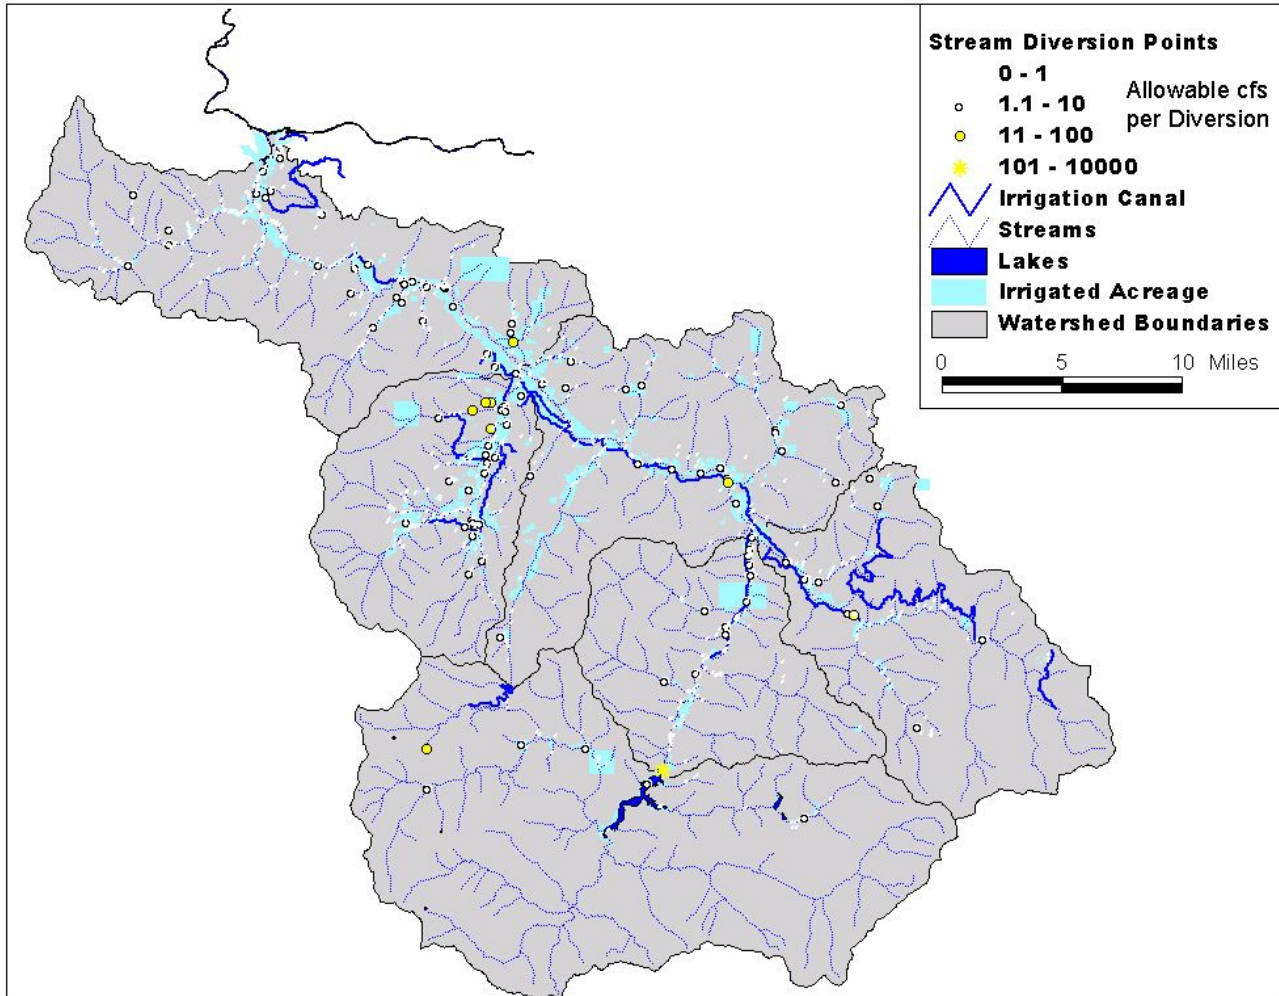 Stream Diversion Points
0 - 1
1.1 - 10
11 - 100
101 - 10000
Allowable cfs
per Diversion
Irrigation Canal
Streams
Lakes
Irrigated Acreage
Watershed Boundaries
0 5 10 Miles